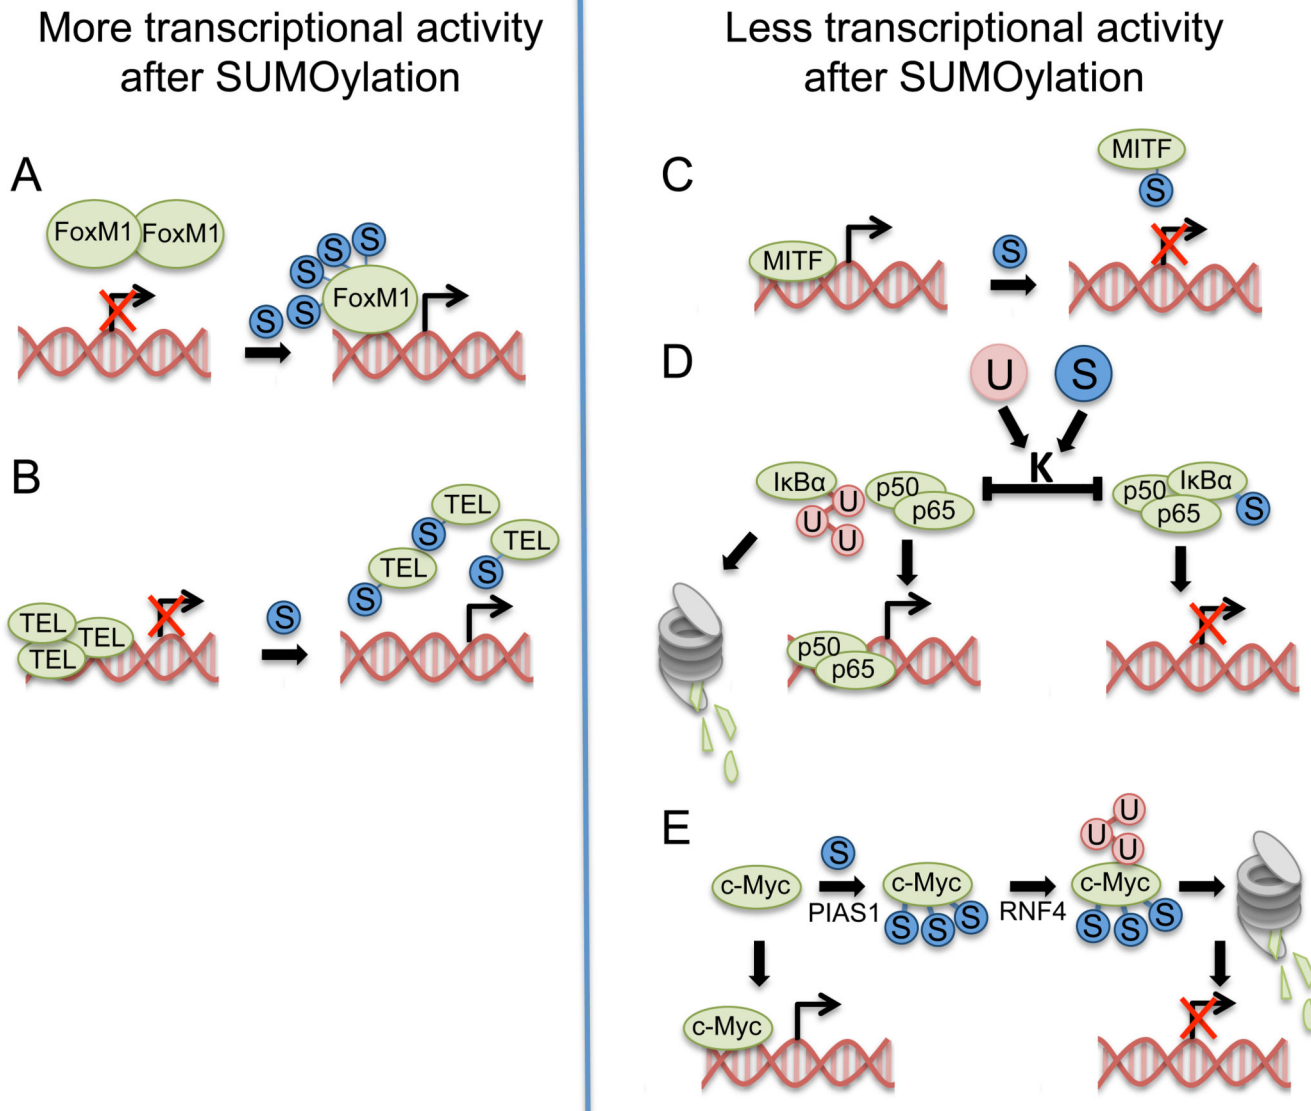 More transcriptional activity
after SUMOylation
Less transcriptional activity
after SUMOylation
A
FoxM1 FoxM1
S
S
S
S
S
FoxM1
B
TEL
TEL
TEL
S
TEL
S
TEL
S
TEL
S
C
MITF
S
MITF
S
D
U
S
K
IκBα
U
U
U
p50
p65
p50
IκBα
p65
S
p50
p65
E
c-Myc
S
PIAS1
c-Myc
S
S
S
RNF4
U
U
U
c-Myc
S
S
S
c-Myc